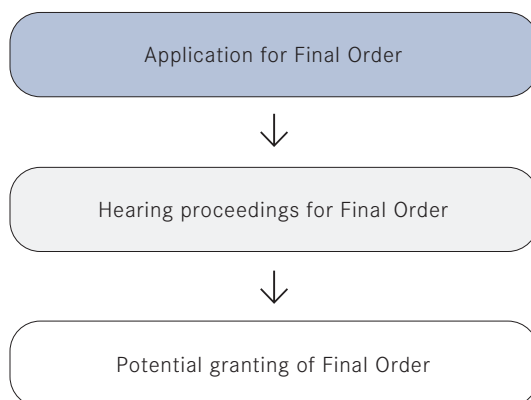 Application for Final Order
Hearing proceedings for Final Order
Potential granting of Final Order